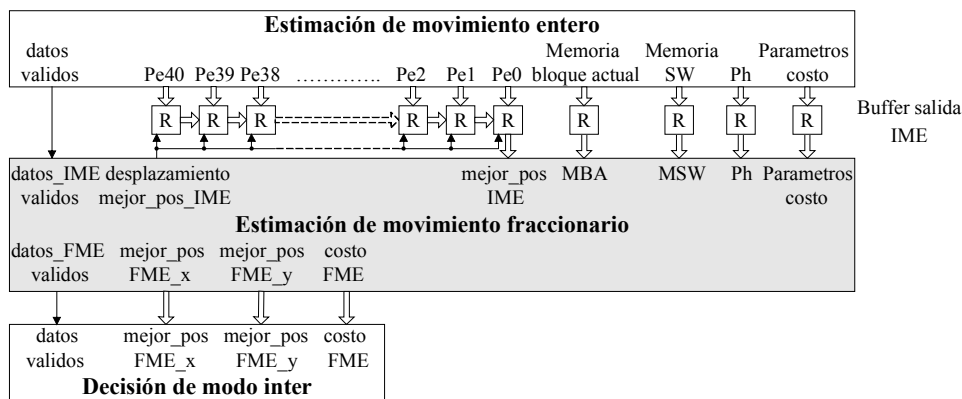 Estimación de movimiento entero
datos validos
Pe40 Pe39 Pe38 …………. Pe2 Pe1 Pe0
Memoria bloque actual
Memoria SW
Ph
Parametros costo
R R R R R R R R R R
Buffer salida IME
datos_IME validos
desplazamiento mejor_pos_IME
mejor_pos IME
MBA
MSW
Ph
Parametros costo
Estimación de movimiento fraccionario
datos_FME validos
mejor_pos FME_x
mejor_pos FME_y
costo FME
datos validos
mejor_pos FME_x
mejor_pos FME_y
costo FME
Decisión de modo inter